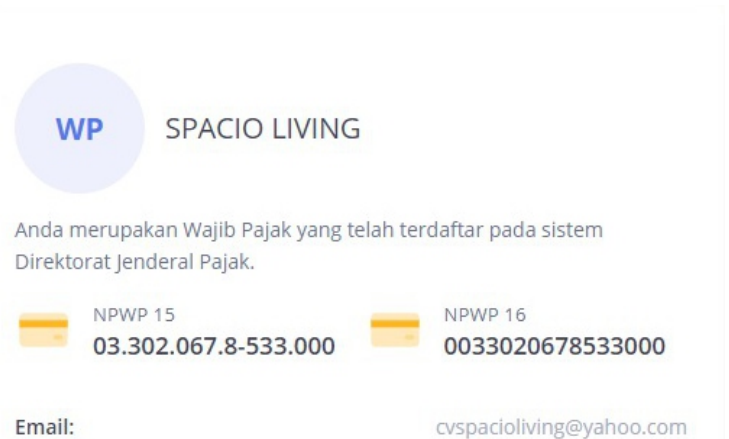 WP
SPACIO LIVING
Anda merupakan Wajib Pajak yang telah terdaftar pada sistem
Direktorat Jenderal Pajak.
NPWP 15
03.302.067.8-533.000
NPWP 16
0033020678533000
Email:
cvspacioliving@yahoo.com